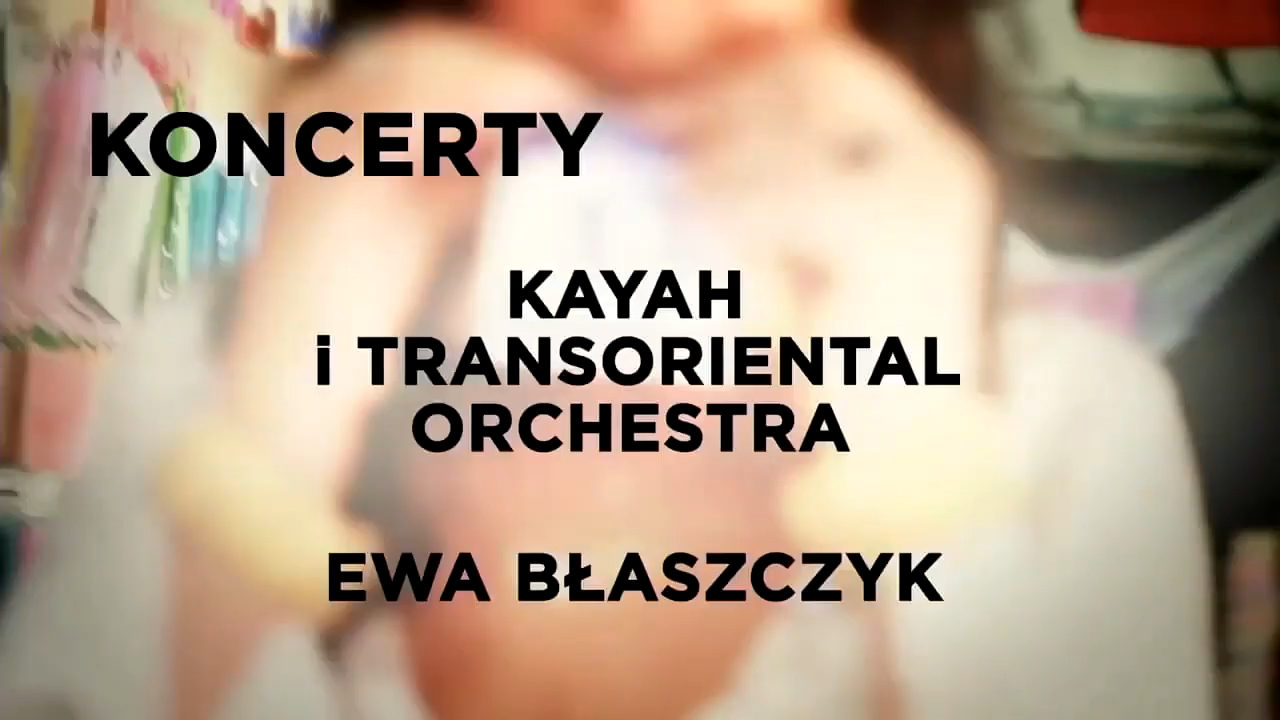 KONCERTY
KAYAH
i TRANSORIENTAL
ORCHESTRA
EWA BŁASZCZYK